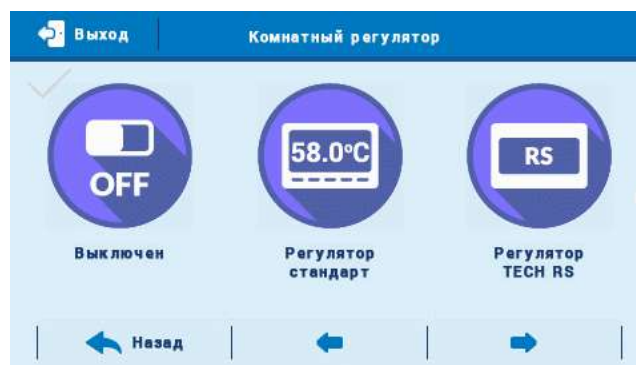 Выход
Комнатный регулятор
OFF
58.0°C
RS
Выключен
Регулятор
стандарт
Регулятор
TECH RS
Назад